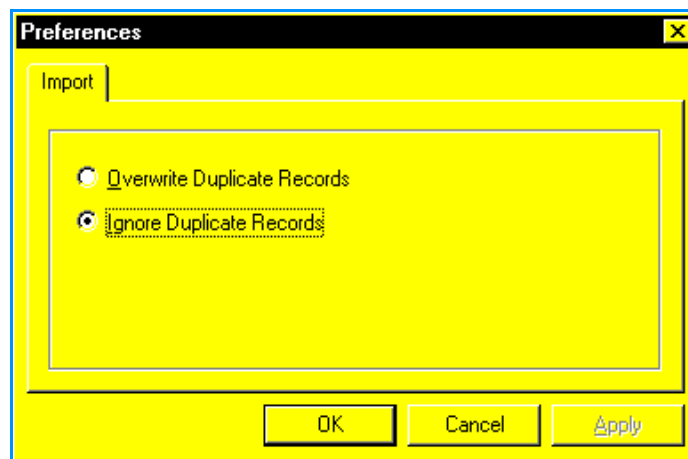 Preferences
Import
Overwrite Duplicate Records
Ignore Duplicate Records
OK Cancel Apply